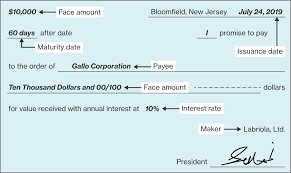 $10,000 Face amount Bloomfield, New Jersey July 24, 2019
60 days after date I promise to pay
Maturity date Issuance date
to the order of Gallo Corporation Payee
Ten Thousand Dollars and 00/100 Face amount dollars
for value received with annual interest at 10% Interest rate
Maker Labriola, Ltd.
President